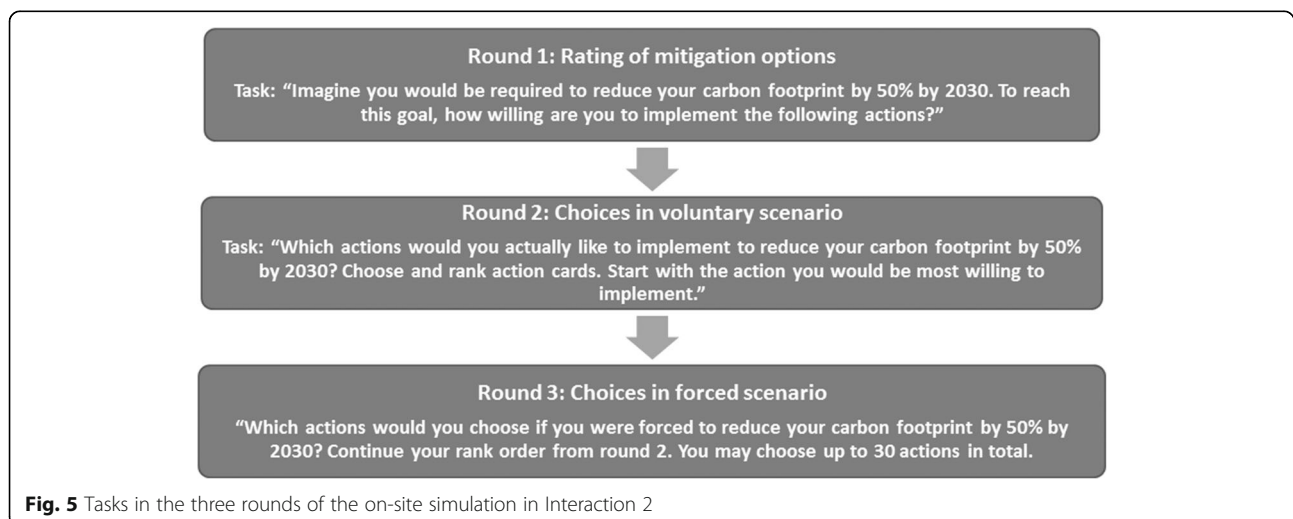 Round 1: Rating of mitigation options
Task: “Imagine you would be required to reduce your carbon footprint by 50% by 2030. To reach
this goal, how willing are you to implement the following actions?”
Round 2: Choices in voluntary scenario
Task: “Which actions would you actually like to implement to reduce your carbon footprint by 50%
by 2030? Choose and rank action cards. Start with the action you would be most willing to
implement.”
Round 3: Choices in forced scenario
“Which actions would you choose if you were forced to reduce your carbon footprint by 50% by
2030? Continue your rank order from round 2. You may choose up to 30 actions in total.
Fig. 5 Tasks in the three rounds of the on-site simulation in Interaction 2